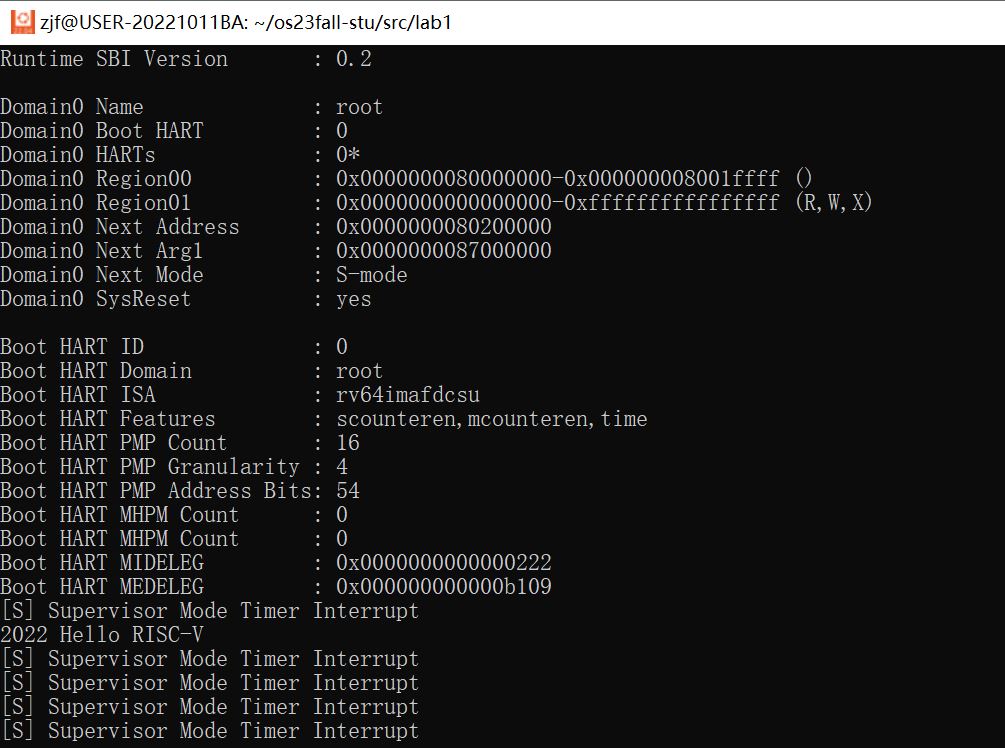 zjf@USER-20221011BA: ~/os23fall-stu/src/lab1
Runtime SBI Version       : 0.2
Domain0 Name              : root
Domain0 Boot HART         : 0
Domain0 HARTs             : 0*
Domain0 Region00          : 0x0000000080000000-0x000000008001ffff ()
Domain0 Region01          : 0x0000000000000000-0xffffffffffffffff (R,W,X)
Domain0 Next Address      : 0x0000000080200000
Domain0 Next Arg1         : 0x0000000087000000
Domain0 Next Mode         : S-mode
Domain0 SysReset          : yes
Boot HART ID              : 0
Boot HART Domain          : root
Boot HART ISA             : rv64imafdcsu
Boot HART Features        : scounteren,mcounteren,time
Boot HART PMP Count       : 16
Boot HART PMP Granularity : 4
Boot HART PMP Address Bits: 54
Boot HART MHPM Count      : 0
Boot HART MHPM Count      : 0
Boot HART MIDELEG         : 0x0000000000000222
Boot HART MEDELEG         : 0x000000000000b109
[S] Supervisor Mode Timer Interrupt
2022 Hello RISC-V
[S] Supervisor Mode Timer Interrupt
[S] Supervisor Mode Timer Interrupt
[S] Supervisor Mode Timer Interrupt
[S] Supervisor Mode Timer Interrupt